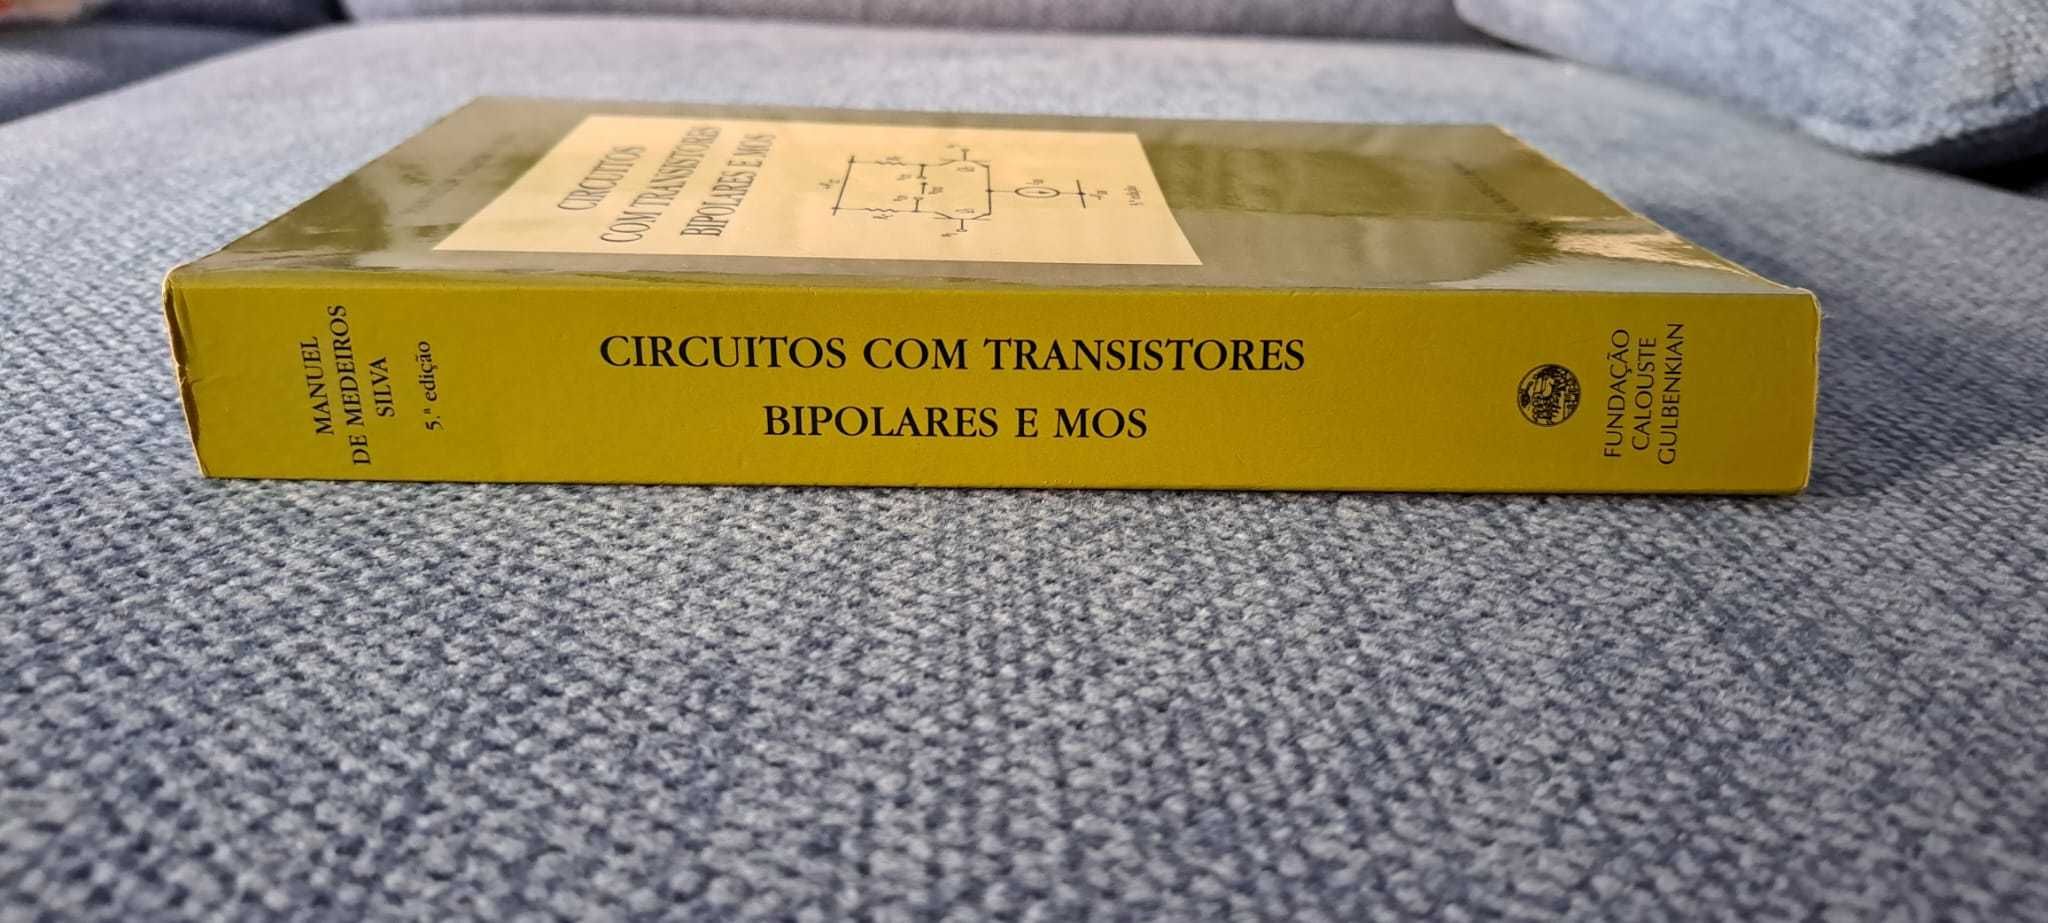 CIRCUITOS
COM TRANSISTORES
BIPOLARES E MOS
MANUEL
DE MEDEIROS
SILVA
5.ª edição
CIRCUITOS COM TRANSISTORES
BIPOLARES E MOS
FUNDAÇÃO
CALOUSTE
GULBENKIAN